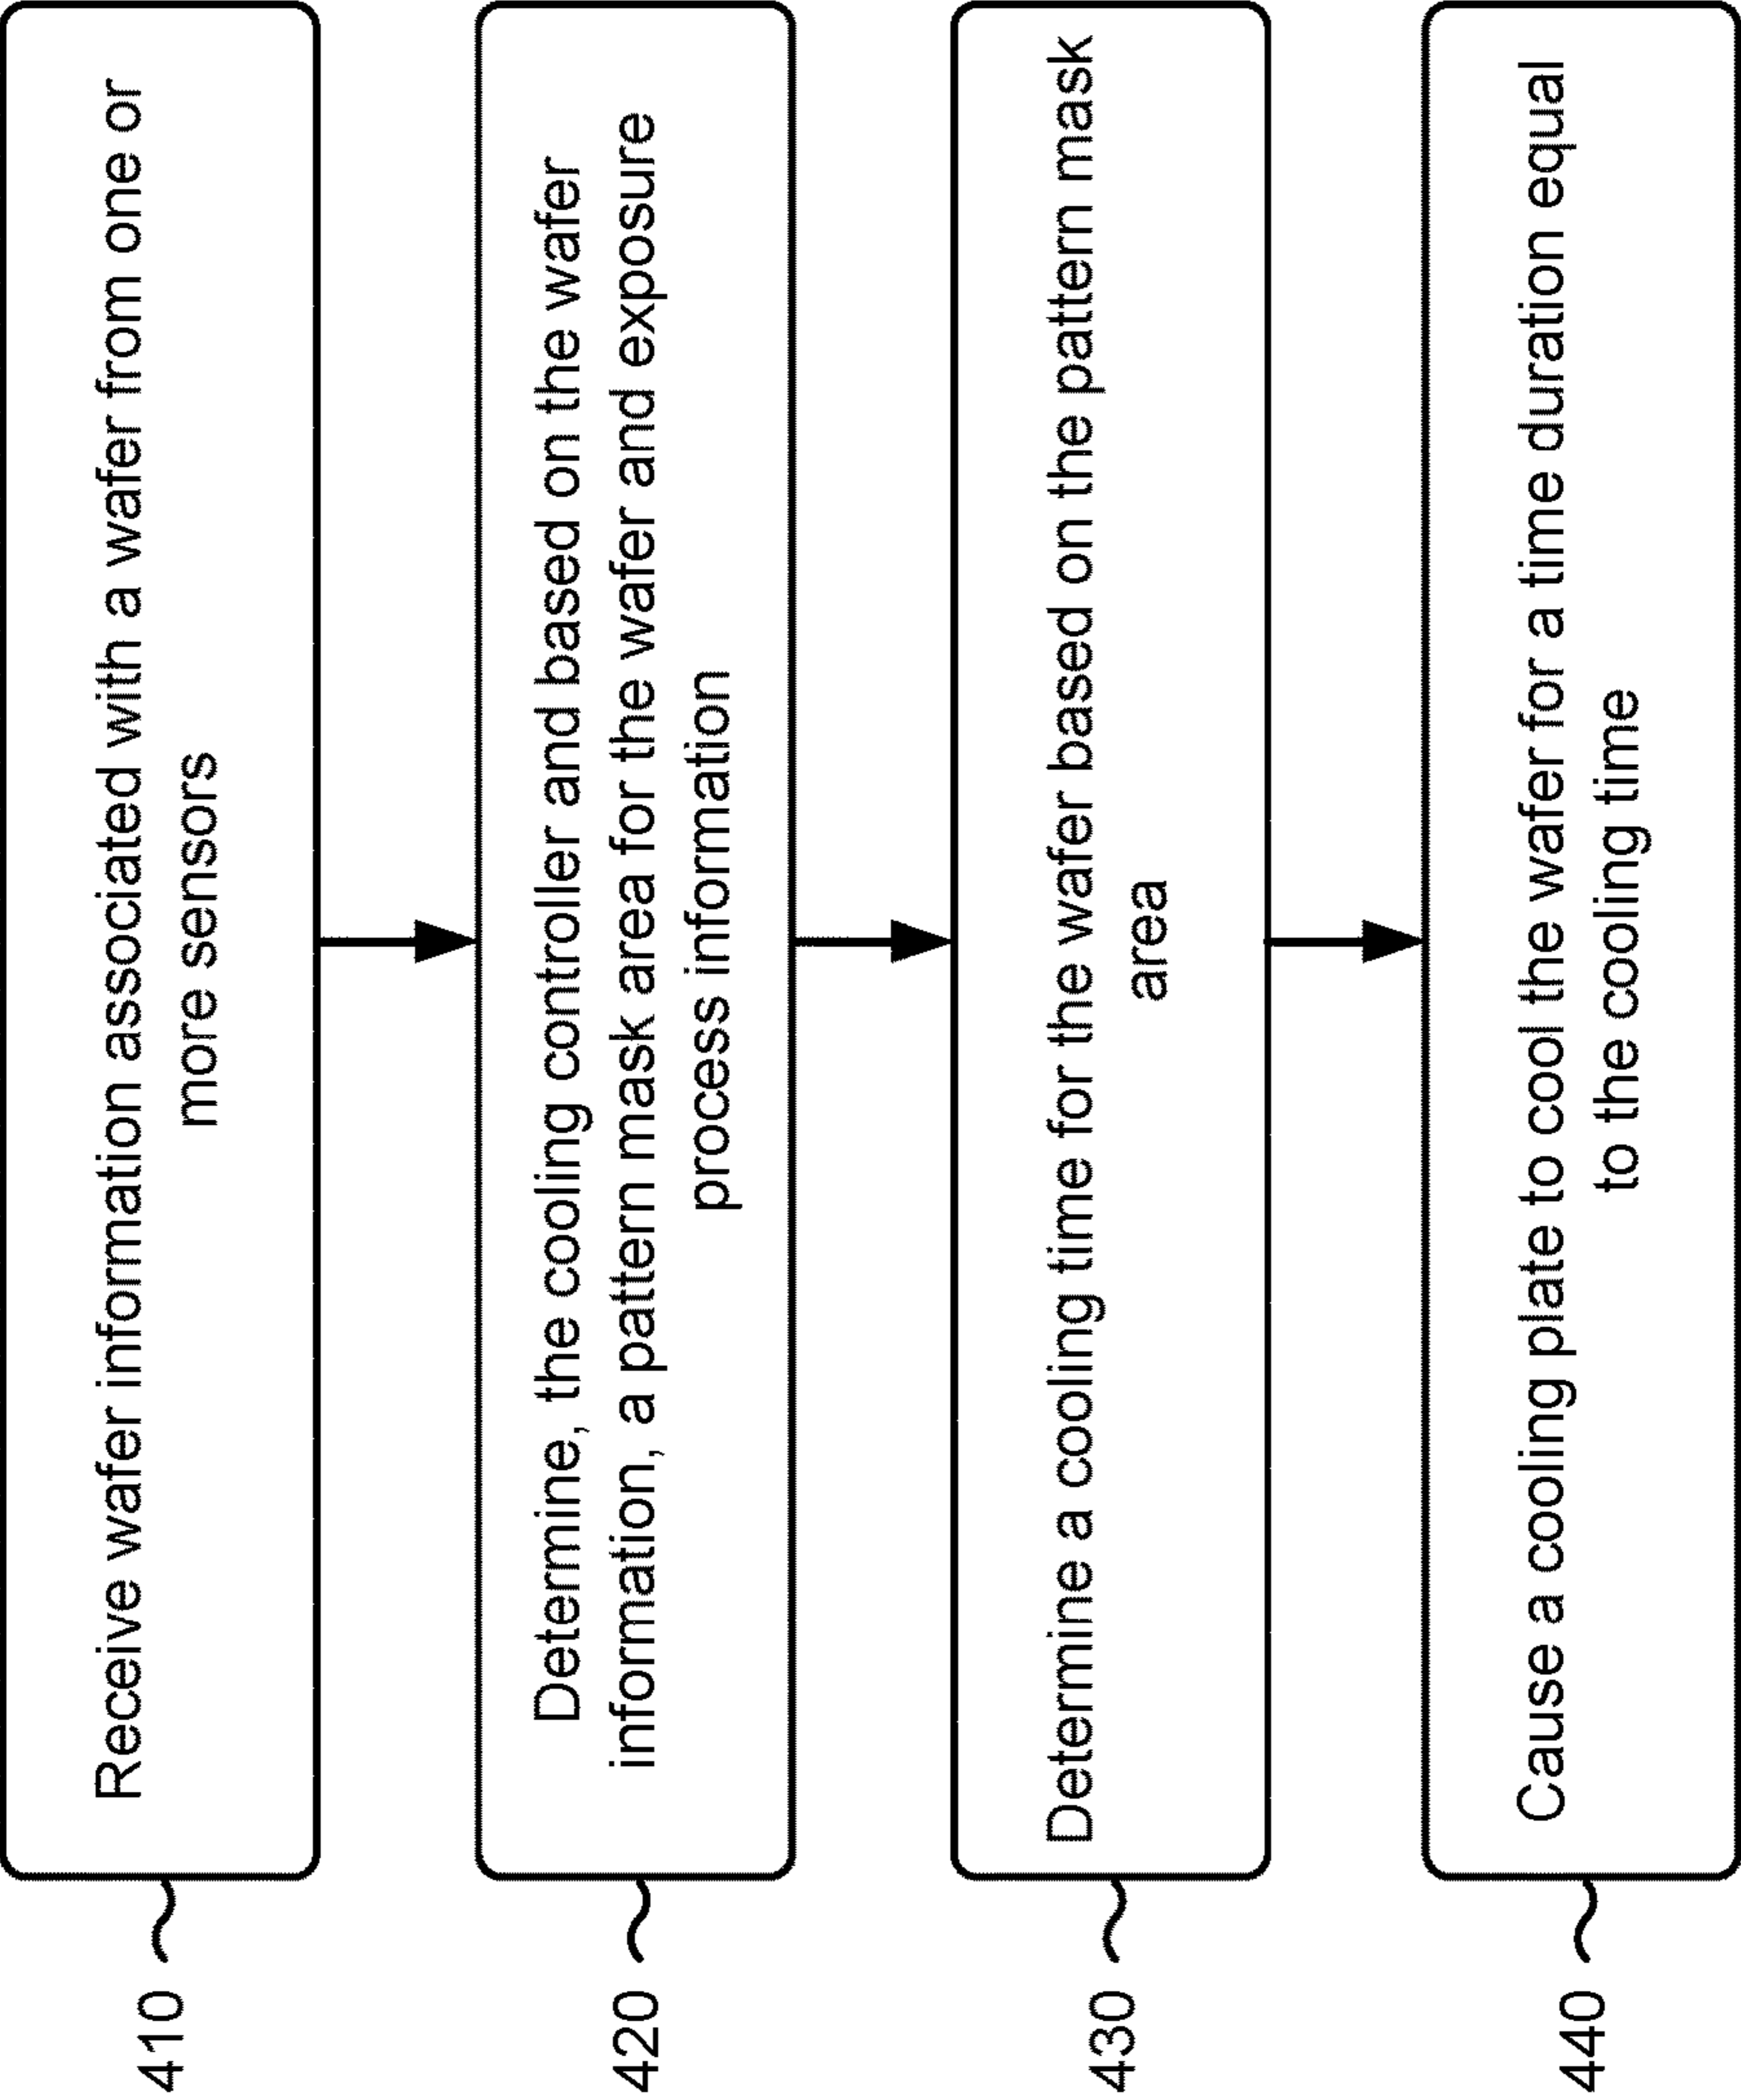 410
Receive wafer information associated with a wafer from one or
more sensors
420
Determine, the cooling controller and based on the wafer
information, a pattern mask area for the wafer and exposure
process information
430
Determine a cooling time for the wafer based on the pattern mask
area
440
Cause a cooling plate to cool the wafer for a time duration equal
to the cooling time